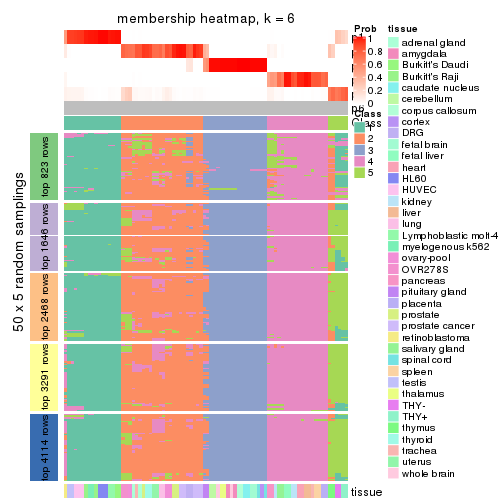 membership heatmap, k = 6
50 x 5 random samplings
top 823 rows
top 1646 rows
top 2468 rows
top 3291 rows
top 4114 rows
p6
Prob
1
0.8
0.6
0.4
0.2
0
Class
1
2
3
4
5
tissue
adrenal gland
amygdala
Burkitt's Daudi
Burkitt's Raji
caudate nucleus
cerebellum
corpus callosum
cortex
DRG
fetal brain
fetal liver
heart
HL60
HUVEC
kidney
liver
lung
Lymphoblastic molt-4
myelogenous k562
ovary-pool
OVR278S
pancreas
pituitary gland
placenta
prostate
prostate cancer
retinoblastoma
salivary gland
spinal cord
spleen
testis
thalamus
THY-
THY+
thymus
thyroid
trachea
uterus
whole brain
tissue